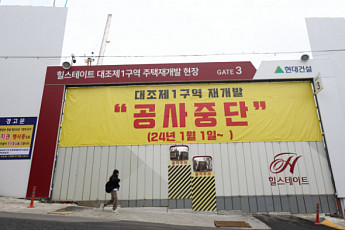 힐스테이트 대조제1구역 주택재개발 현장 GATE 3
현대건설
대조제1구역 재개발
“공사중단”
(24년 1월 1일~ )
경고문
힐스테이트